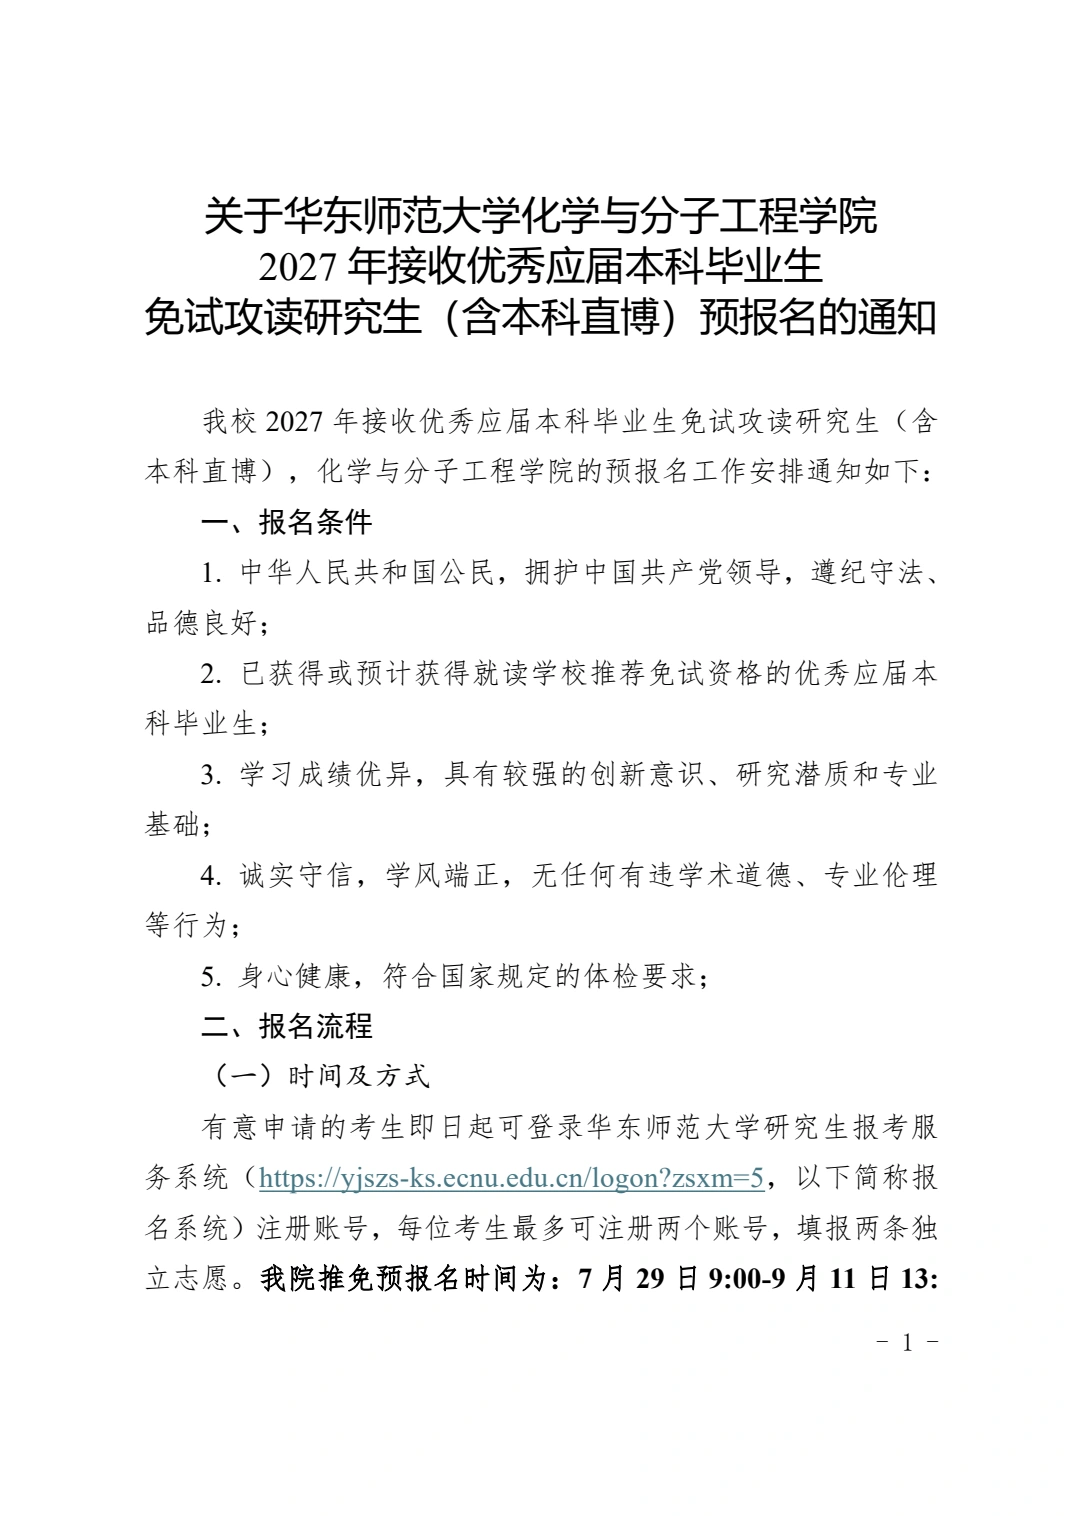 关于华东师范大学化学与分子工程学院
2027 年接收优秀应届本科毕业生
免试攻读研究生（含本科直博）预报名的通知
我校 2027 年接收优秀应届本科毕业生免试攻读研究生（含
本科直博），化学与分子工程学院的预报名工作安排通知如下：
一、报名条件
1. 中华人民共和国公民，拥护中国共产党领导，遵纪守法、
品德良好；
2. 已获得或预计获得就读学校推荐免试资格的优秀应届本
科毕业生；
3. 学习成绩优异，具有较强的创新意识、研究潜质和专业
基础；
4. 诚实守信，学风端正，无任何有违学术道德、专业伦理
等行为；
5. 身心健康，符合国家规定的体检要求；
二、报名流程
（一）时间及方式
有意申请的考生即日起可登录华东师范大学研究生报考服
务系统（https://yjszs-ks.ecnu.edu.cn/logon?zsxm=5，以下简称报
名系统）注册账号，每位考生最多可注册两个账号，填报两条独
立志愿。我院推免预报名时间为：7 月 29 日 9:00-9 月 11 日 13:
- 1 -